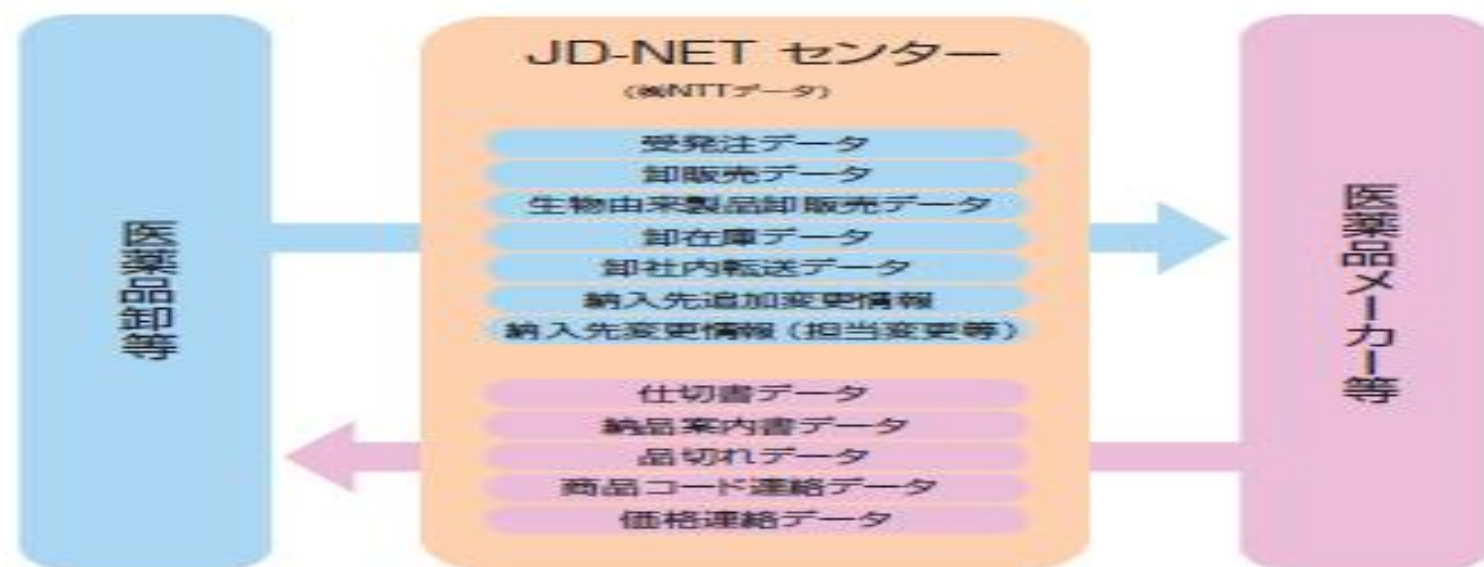 JD-NET センター
(㈱NTTデータ)
医薬品卸等
受発注データ
卸販売データ
生物由来製品卸販売データ
卸在庫データ
卸社内転送データ
納入先追加変更情報
納入先変更情報(担当変更等)
仕切書データ
納品案内書データ
品切れデータ
商品コード連絡データ
価格連絡データ
医薬品メーカー等